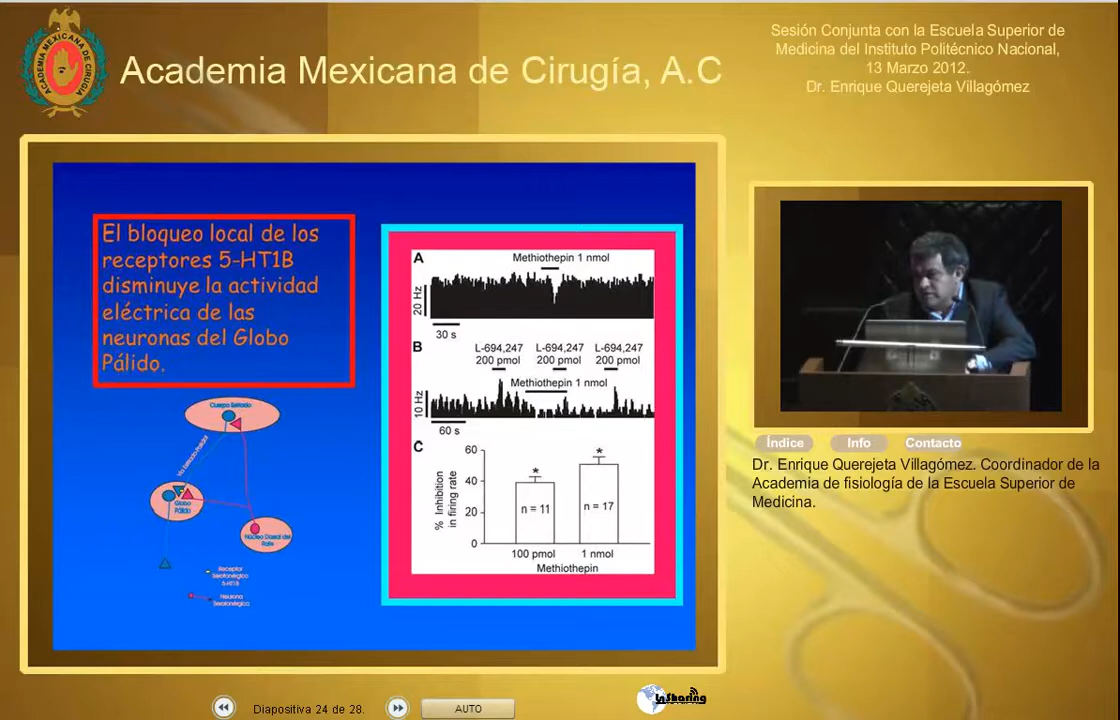 ACADEMIA MEXICANA DE CIRUGIA
Academia Mexicana de Cirugía, A.C
Sesión Conjunta con la Escuela Superior de
Medicina del Instituto Politécnico Nacional,
13 Marzo 2012.
Dr. Enrique Querejeta Villagómez
El bloqueo local de los
receptores 5-HT1B
disminuye la actividad
eléctrica de las
neuronas del Globo
Pálido.
Cuerpo Estriado
Globo
Pálido
Núcleo Dorsal del
Rafe
Receptor
Serotonérgico
5-HT1B
Neurona
Serotonérgica
A
Methiothepin 1 nmol
20 Hz
30 s
B
L-694,247 L-694,247 L-694,247
200 pmol 200 pmol 200 pmol
Methiothepin 1 nmol
10 Hz
60 s
C
% Inhibition
in firing rate
60
40
20
0
*
*
n = 11
n = 17
100 pmol 1 nmol
Methiothepin
Índice Info Contacto
Dr. Enrique Querejeta Villagómez. Coordinador de la
Academia de fisiología de la Escuela Superior de
Medicina.
Diapositiva 24 de 28.
AUTO